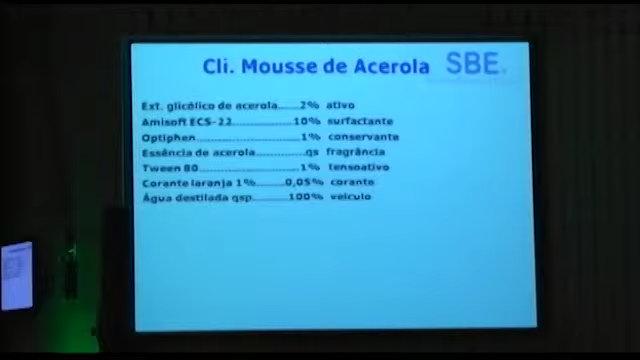 Cli. Mousse de Acerola SBE.
Ext. glicólico de acerola.....2% ativo
Amisoft ECS-22...............10% surfactante
Optiphen..........................1% conservante
Essência de acerola............qs fragrância
Tween 80..........................1% tensoativo
Corante laranja 1%.......0,05% corante
Água destilada qsp.........100% veículo